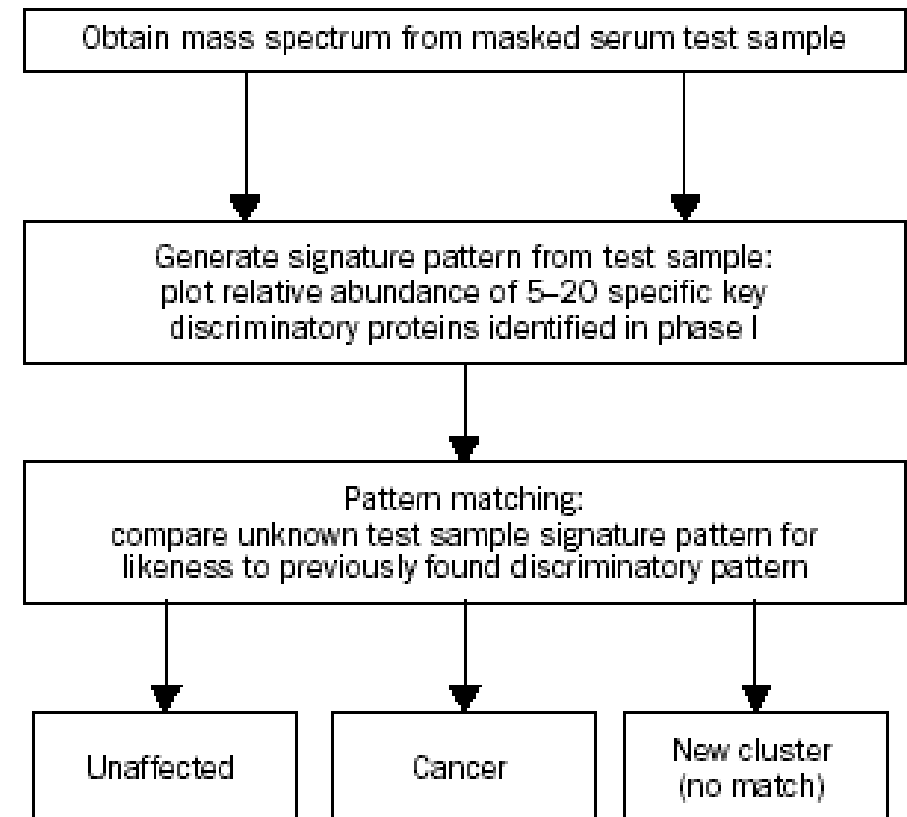 Obtain mass spectrum from masked serum test sample
Generate signature pattern from test sample:
plot relative abundance of 5–20 specific key
discriminatory proteins identified in phase I
Pattern matching:
compare unknown test sample signature pattern for
likeness to previously found discriminatory pattern
Unaffected
Cancer
New cluster
(no match)